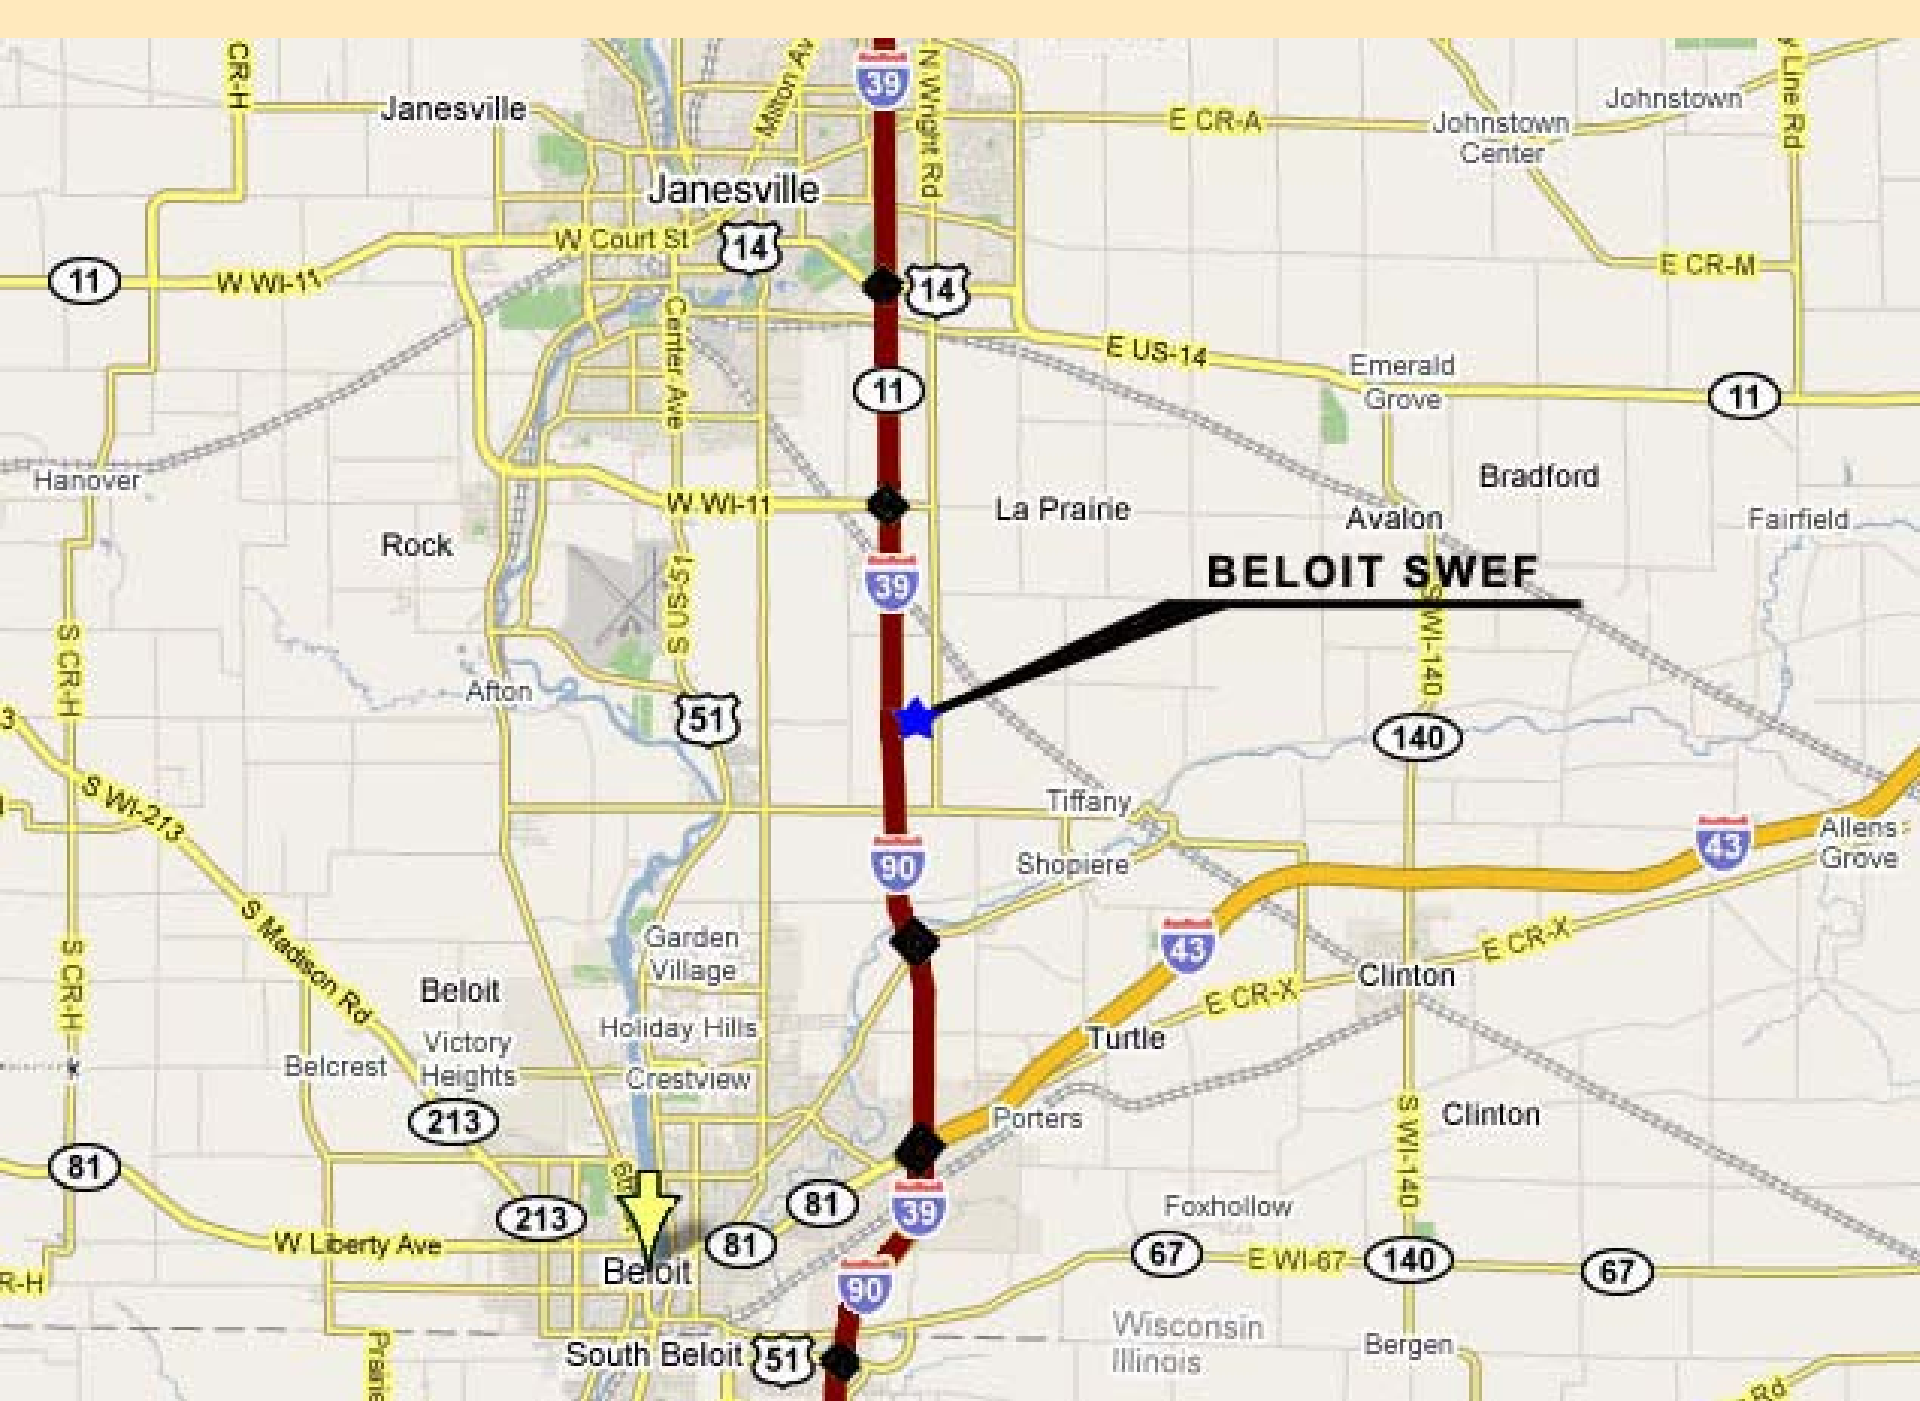 CR-H
Milton Av
39
N Wright Rd
y Line Rd
Janesville
E CR-A
Johnstown
Johnstown
Center
Janesville
W Court St
14
11
W WI-11
14
E CR-M
Center Ave
E US-14
Emerald
Grove
11
11
Hanover
Bradford
W WI-11
La Prairie
Avalon
Fairfield
Rock
39
S US-51
BELOIT SWEF
S WI-140
S CR-H
Afton
51
140
3
S WI-213
Tiffany
Shopiere
90
43
Allens
Grove
S Madison Rd
Garden
Village
43
E CR-X
S CR-H
Beloit
E CR-X
Clinton
Holiday Hills
Turtle
Victory
Heights
Belcrest
Crestview
213
Porters
S WI-140
Clinton
81
213
81
39
Foxhollow
81
W Liberty Ave
Beloit
67
E WI-67
140
67
R-H
90
Wisconsin
Illinois
South Beloit
51
Bergen
Prairie
Rd